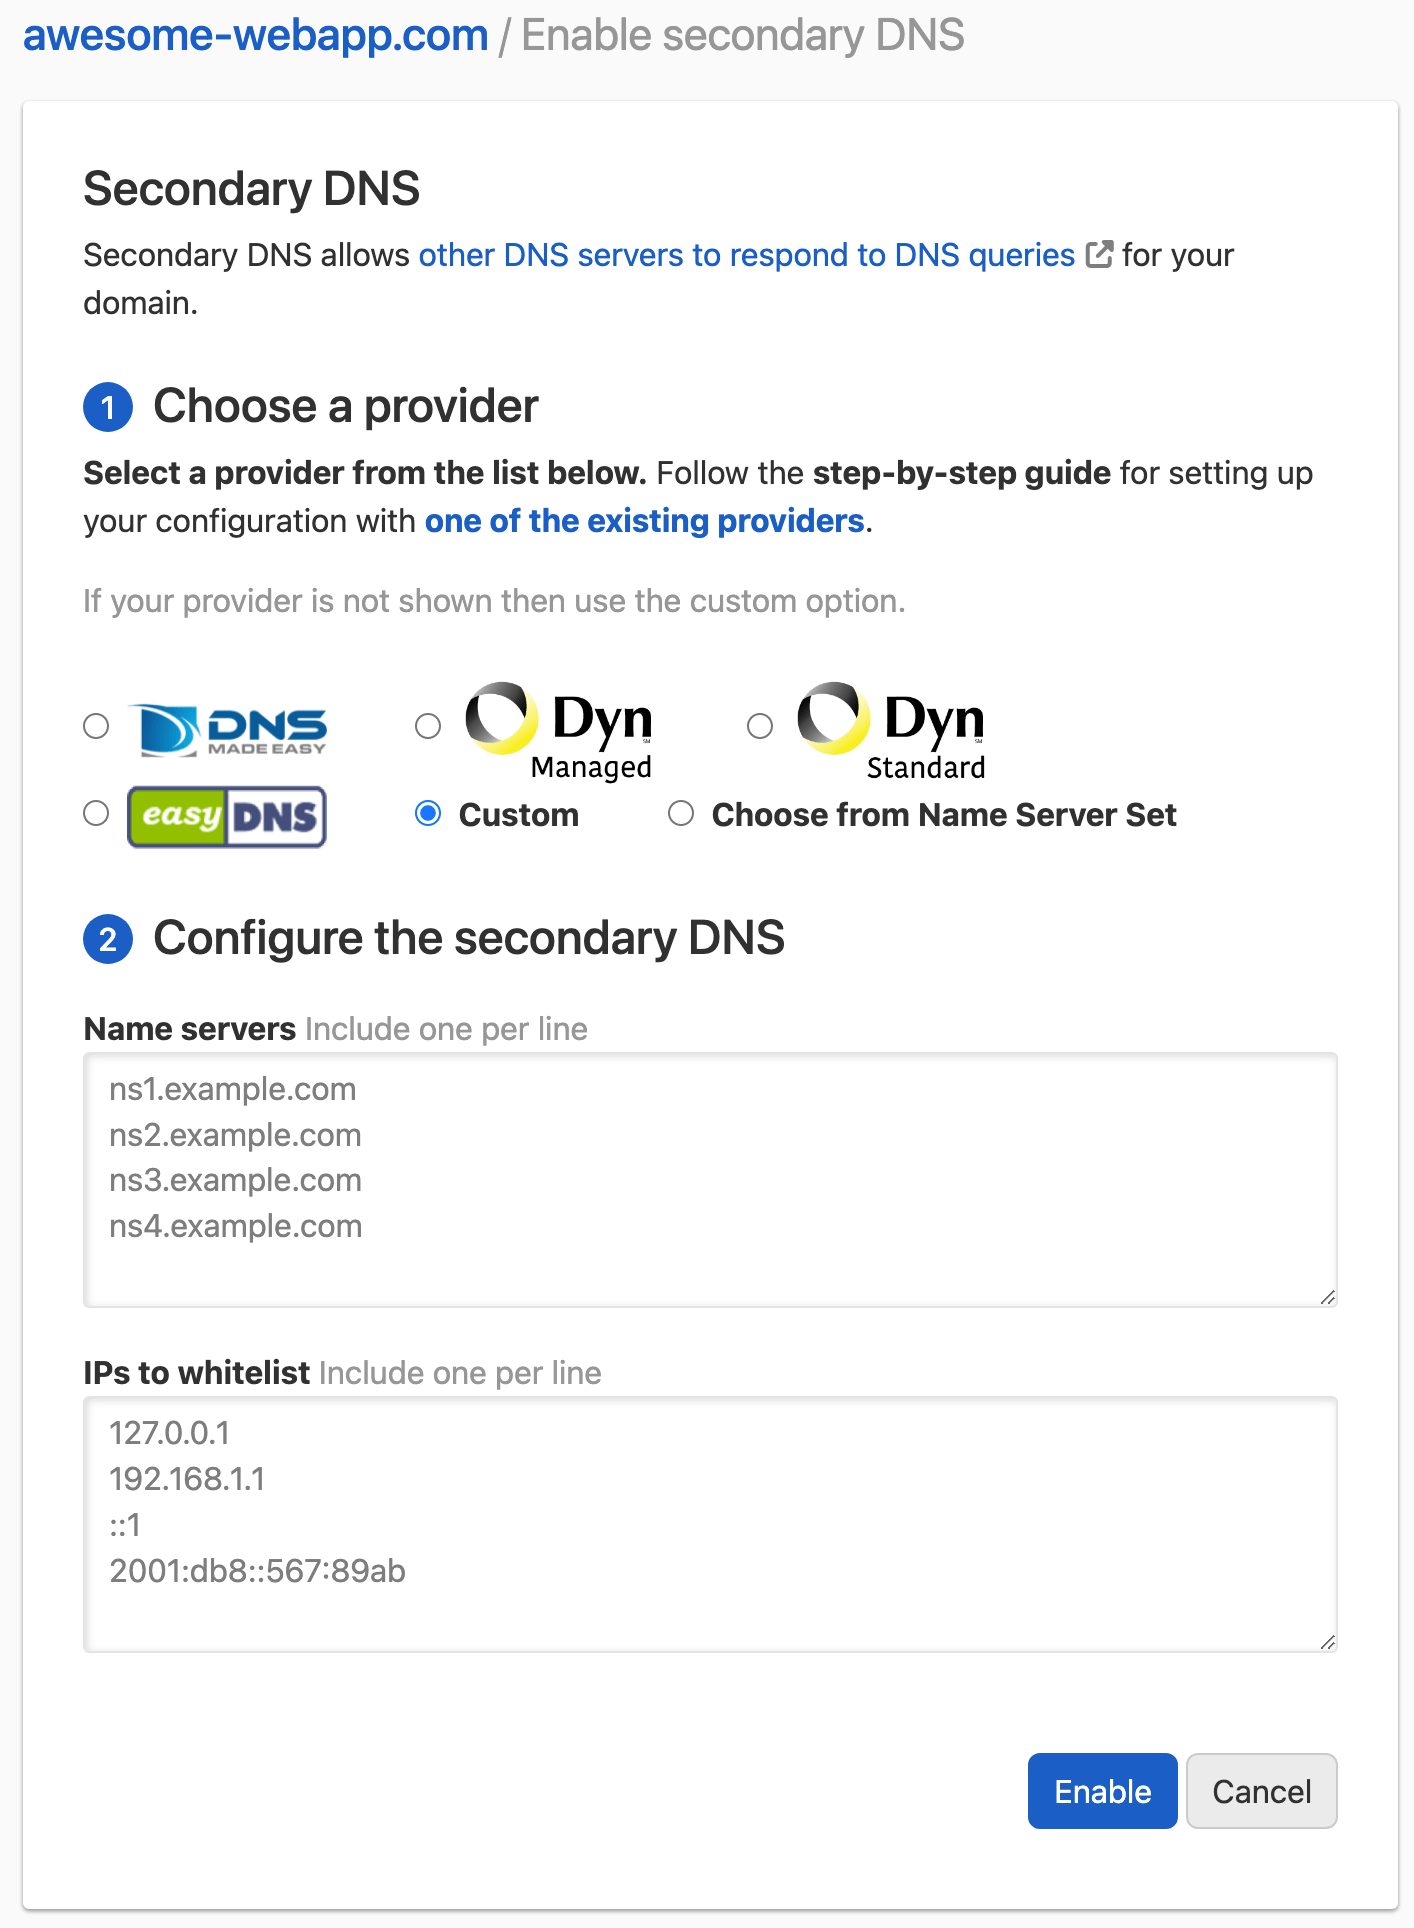 awesome-webapp.com / Enable secondary DNS
Secondary DNS
Secondary DNS allows other DNS servers to respond to DNS queries for your
domain.
1 Choose a provider
Select a provider from the list below. Follow the step-by-step guide for setting up
your configuration with one of the existing providers.
If your provider is not shown then use the custom option.
DNS
MADE EASY
Dyn
Managed
Dyn
Standard
easyDNS
Custom
Choose from Name Server Set
2 Configure the secondary DNS
Name servers Include one per line
ns1.example.com
ns2.example.com
ns3.example.com
ns4.example.com
IPs to whitelist Include one per line
127.0.0.1
192.168.1.1
::1
2001:db8::567:89ab
Enable
Cancel